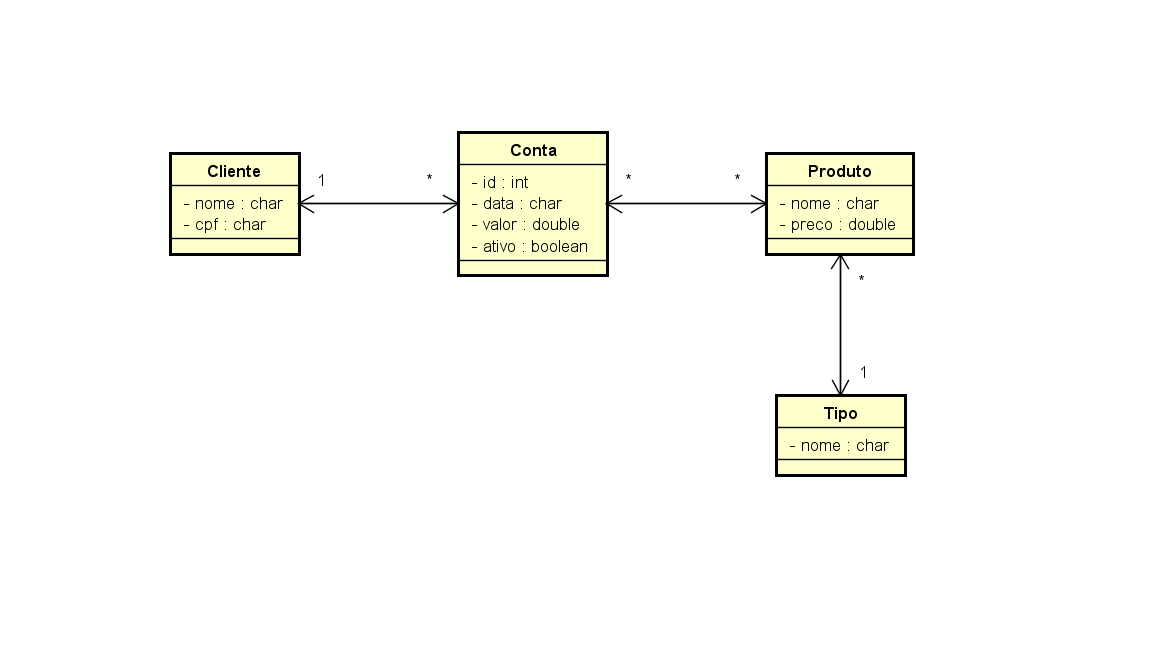 Cliente
- nome : char
- cpf : char
1
*
Conta
- id : int
- data : char
- valor : double
- ativo : boolean
*
*
Produto
- nome : char
- preco : double
*
1
Tipo
- nome : char